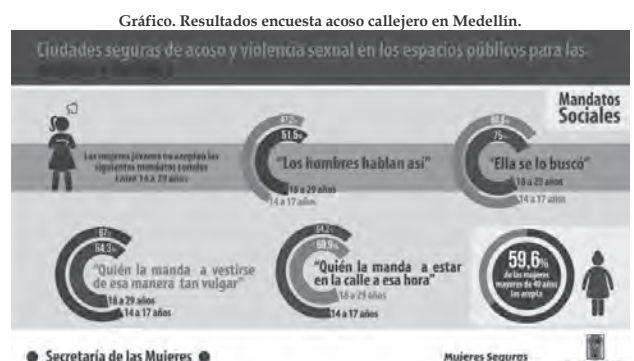 Gráfico. Resultados encuesta acoso callejero en Medellín.
Ciudades seguras de acoso y violencia sexual en los espacios públicos para las
Mandatos
Sociales
Las mujeres jóvenes no aceptan los
siguientes mandatos sociales
entre 14 a 29 años
51.5%
"Los hombres hablan así"
18 a 29 años
14 a 17 años
75%
"Ella se lo buscó"
18 a 29 años
14 a 17 años
67%
64.3%
"Quién la manda a vestirse
de esa manera tan vulgar"
18 a 29 años
14 a 17 años
"Quién la manda a estar
en la calle a esa hora"
18 a 29 años
14 a 17 años
59.6%
de las mujeres
mayores de 40 años
los acepta
Secretaría de las Mujeres
Mujeres Seguras